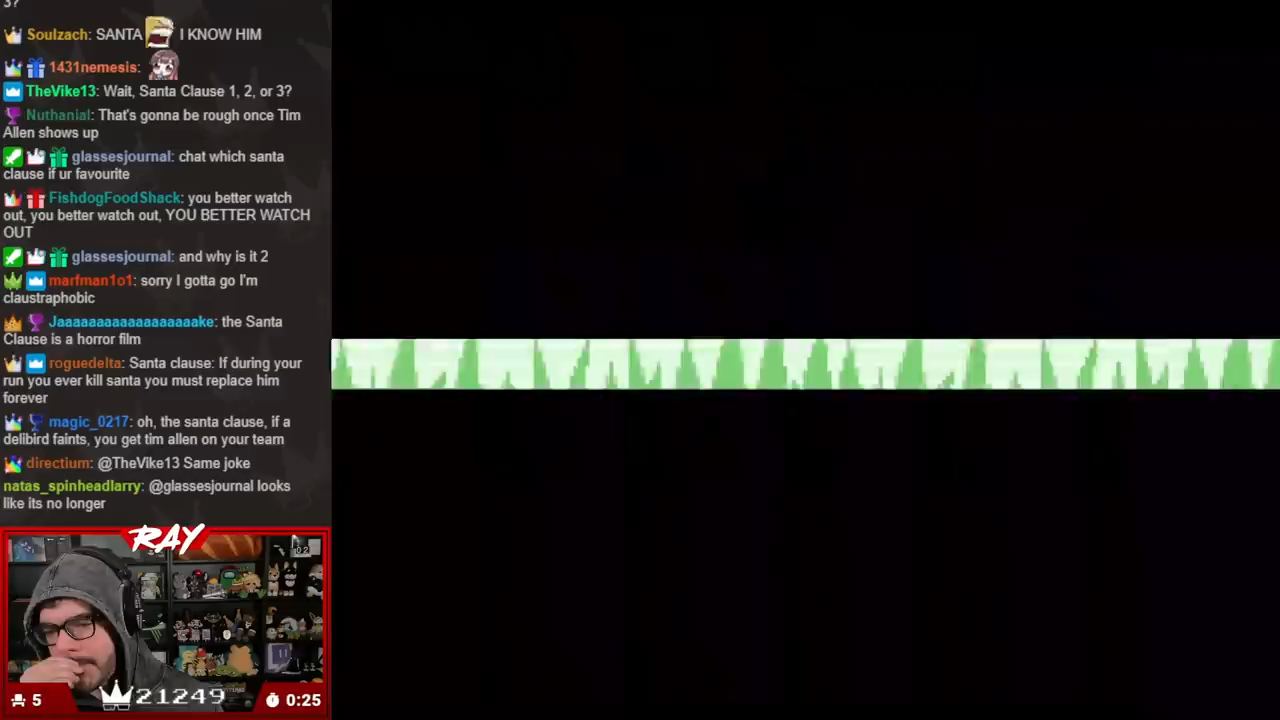 3?
Soulzach: SANTA I KNOW HIM
1431nemesis:
TheVike13: Wait, Santa Clause 1, 2, or 3?
Nuthanial: That's gonna be rough once Tim
Allen shows up
glassesjournal: chat which santa
clause if ur favourite
FishdogFoodShack: you better watch
out, you better watch out, YOU BETTER WATCH
OUT
glassesjournal: and why is it 2
marfman1o1: sorry I gotta go I'm
claustraphobic
Jaaaaaaaaaaaaaaaaaake: the Santa
Clause is a horror film
roguedelta: Santa clause: If during your
run you ever kill santa you must replace him
forever
magic_0217: oh, the santa clause, if a
delibird faints, you get tim allen on your team
directium: @TheVike13 Same joke
natas_spinheadlarry: @glassesjournal looks
like its no longer
RAY
5
21249
0:25